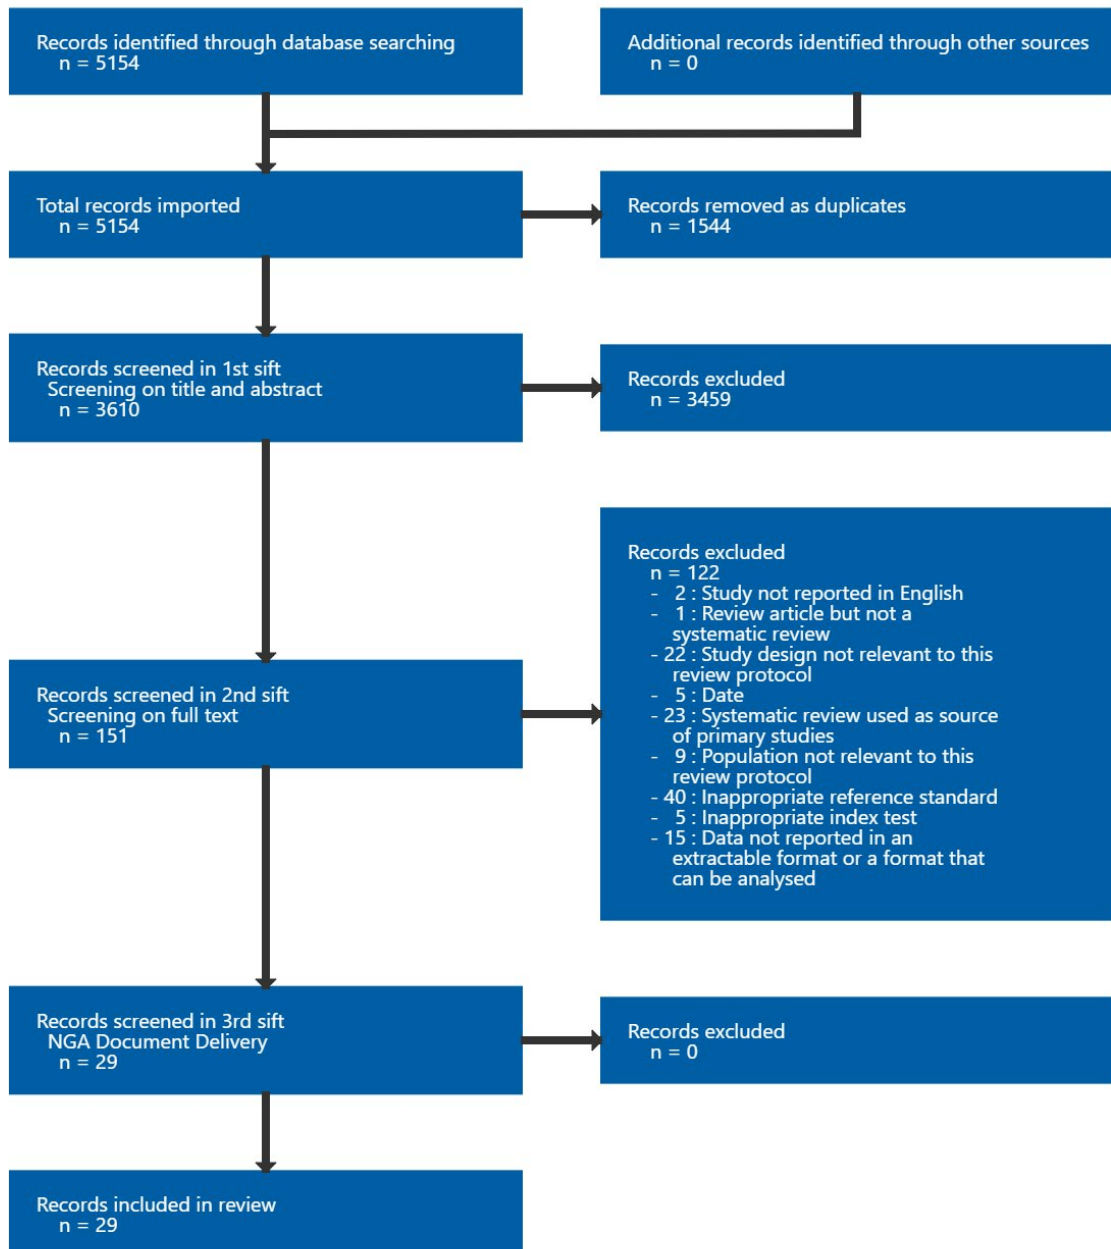 Records identified through database searching
n = 5154
Additional records identified through other sources
n = 0
Total records imported
n = 5154
Records removed as duplicates
n = 1544
Records screened in 1st sift
Screening on title and abstract
n = 3610
Records excluded
n = 3459
Records excluded
n = 122
- 2 : Study not reported in English
- 1 : Review article but not a
systematic review
- 22 : Study design not relevant to this
review protocol
- 5 : Date
- 23 : Systematic review used as source
of primary studies
- 9 : Population not relevant to this
review protocol
- 40 : Inappropriate reference standard
- 5 : Inappropriate index test
- 15 : Data not reported in an
extractable format or a format that
can be analysed
Records screened in 2nd sift
Screening on full text
n = 151
Records screened in 3rd sift
NGA Document Delivery
n = 29
Records excluded
n = 0
Records included in review
n = 29